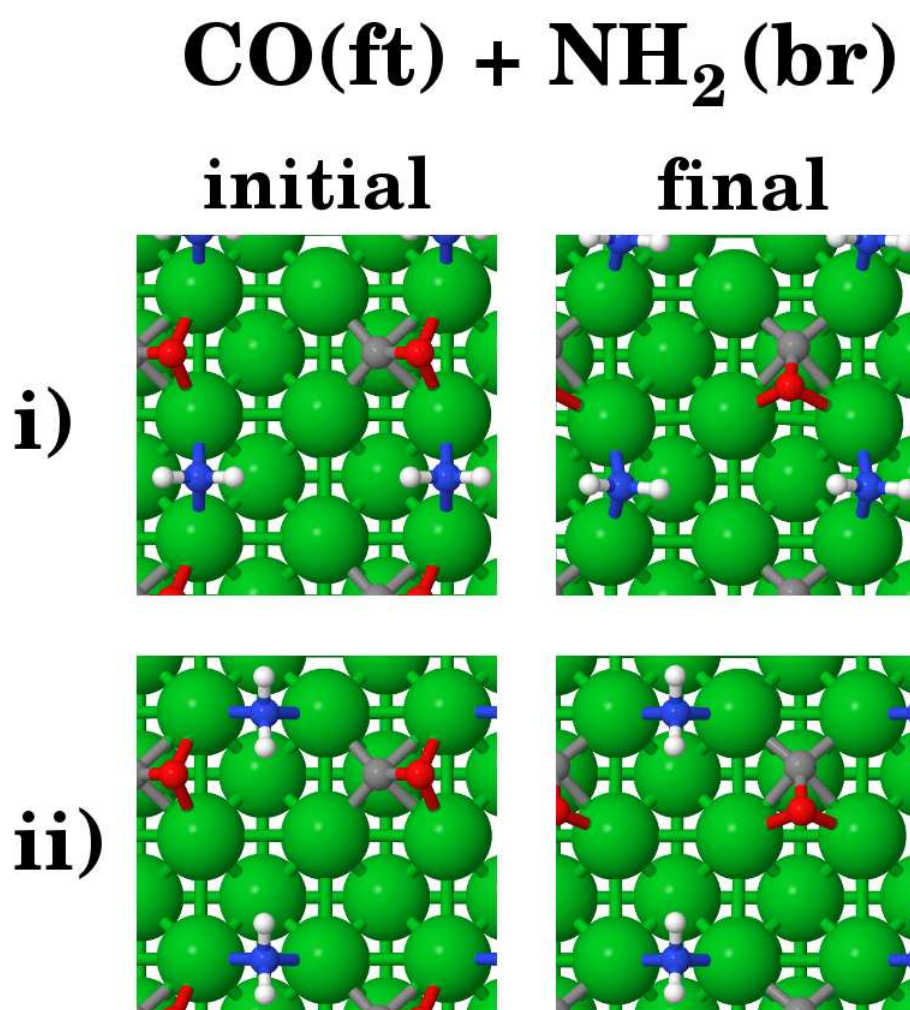 CO(ft) + NH₂(br)
initial final
i)
ii)